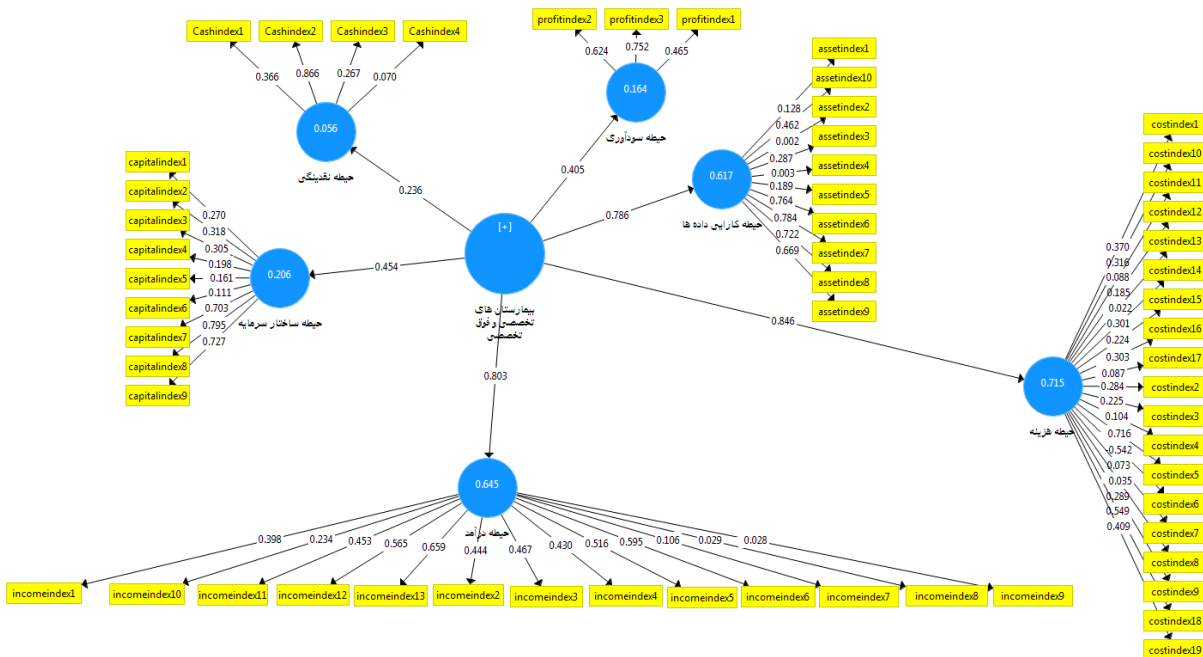 Cashindex1
Cashindex2
Cashindex3
Cashindex4
0.366
0.866
0.267
0.070
0.056
حیطه نقدینگی
profitindex2
profitindex3
profitindex1
0.624
0.752
0.465
0.164
حیطه سودآوری
assetindex1
assetindex10
assetindex2
assetindex3
assetindex4
assetindex5
assetindex6
assetindex7
assetindex8
assetindex9
0.128
0.462
0.002
0.287
0.003
0.189
0.764
0.784
0.722
0.669
0.617
حیطه کارایی داده ها
costindex1
costindex10
costindex11
costindex12
costindex13
costindex14
costindex15
costindex16
costindex17
costindex2
costindex3
costindex4
costindex5
costindex6
costindex7
costindex8
costindex9
costindex18
costindex19
0.370
0.316
0.088
0.185
0.022
0.301
0.224
0.303
0.087
0.284
0.225
0.104
0.716
0.542
0.073
0.035
0.289
0.549
0.409
0.715
حیطه هزینه
capitalindex1
capitalindex2
capitalindex3
capitalindex4
capitalindex5
capitalindex6
capitalindex7
capitalindex8
capitalindex9
0.270
0.318
0.305
0.198
0.161
0.111
0.703
0.795
0.727
0.206
حیطه ساختار سرمایه
0.236
0.405
0.786
0.454
0.846
0.803
[+]
بیمارستان های
تخصصی و فوق
تخصصی
0.645
حیطه درآمد
0.398
0.234
0.453
0.565
0.659
0.444
0.467
0.430
0.516
0.595
0.106
0.029
0.028
incomeindex1
incomeindex10
incomeindex11
incomeindex12
incomeindex13
incomeindex2
incomeindex3
incomeindex4
incomeindex5
incomeindex6
incomeindex7
incomeindex8
incomeindex9